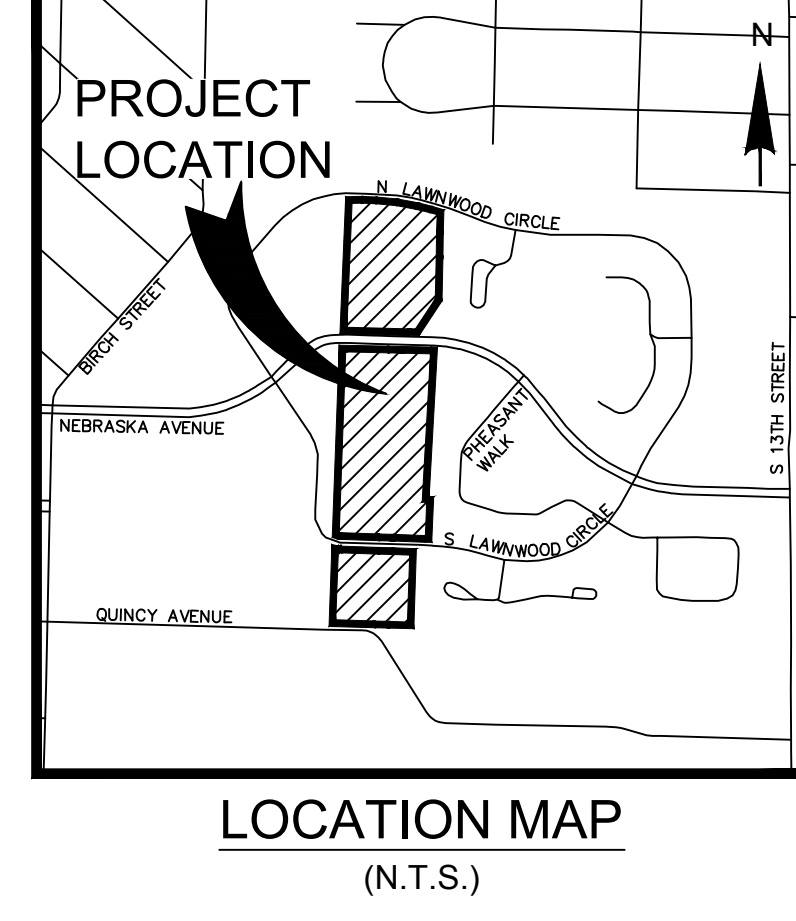 N
PROJECT
LOCATION
N LAWNWOOD CIRCLE
BIRCH STREET
S 13TH STREET
NEBRASKA AVENUE
PHEASANT
WALK
S LAWNWOOD CIRCLE
QUINCY AVENUE
LOCATION MAP
(N.T.S.)